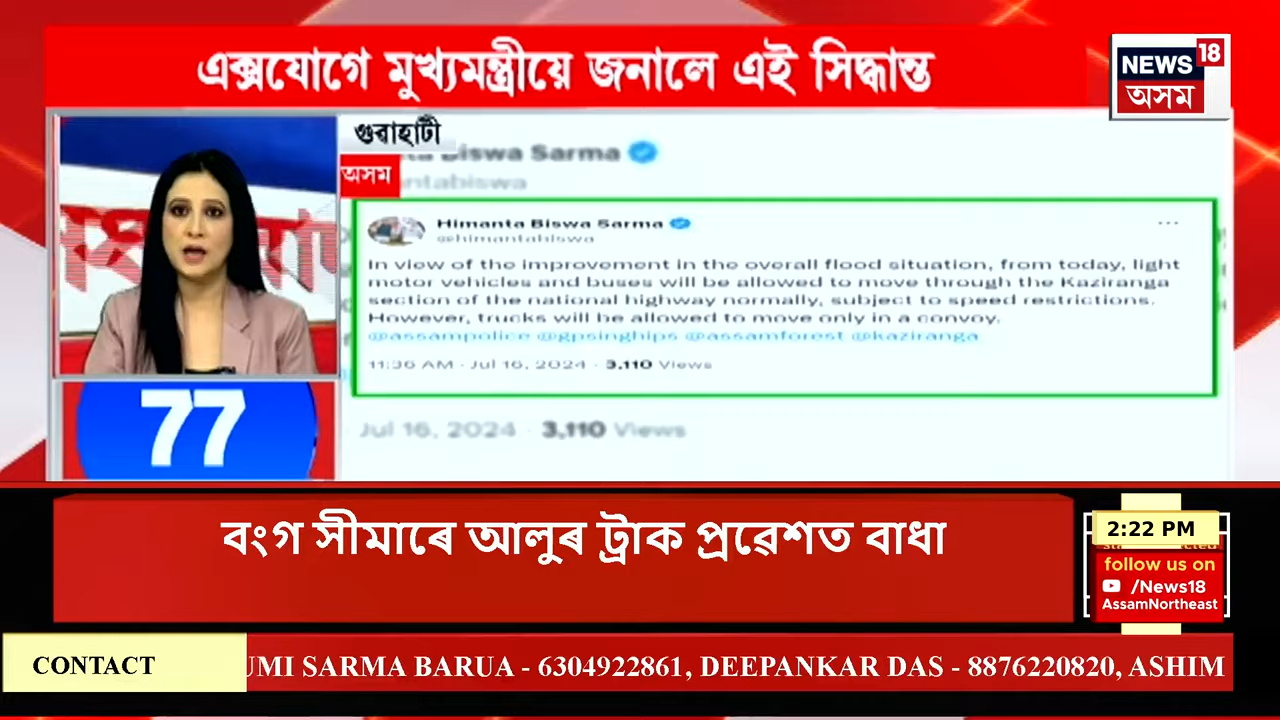 এক্সযোগে মুখ্যমন্ত্ৰীয়ে জনালে এই সিদ্ধান্ত
NEWS 18
অসম
গুৱাহাটী
অসম
ta Biswa Sarma
ntabiswa
Himanta Biswa Sarma
@himantabiswa
In view of the improvement in the overall flood situation, from today, light
motor vehicles and buses will be allowed to move through the Kaziranga
section of the national highway normally, subject to speed restrictions.
However, trucks will be allowed to move only in a convoy.
@assampolice @gpsinghips @assamforest @kaziranga
11:36 AM · Jul 16, 2024 · 3,110 Views
Jul 16, 2024 · 3,110 Views
77
বংগ সীমাৰে আলুৰ ট্ৰাক প্ৰৱেশত বাধা
2:22 PM
follow us on
/News18
AssamNortheast
CONTACT
UMI SARMA BARUA - 6304922861, DEEPANKAR DAS - 8876220820, ASHIM